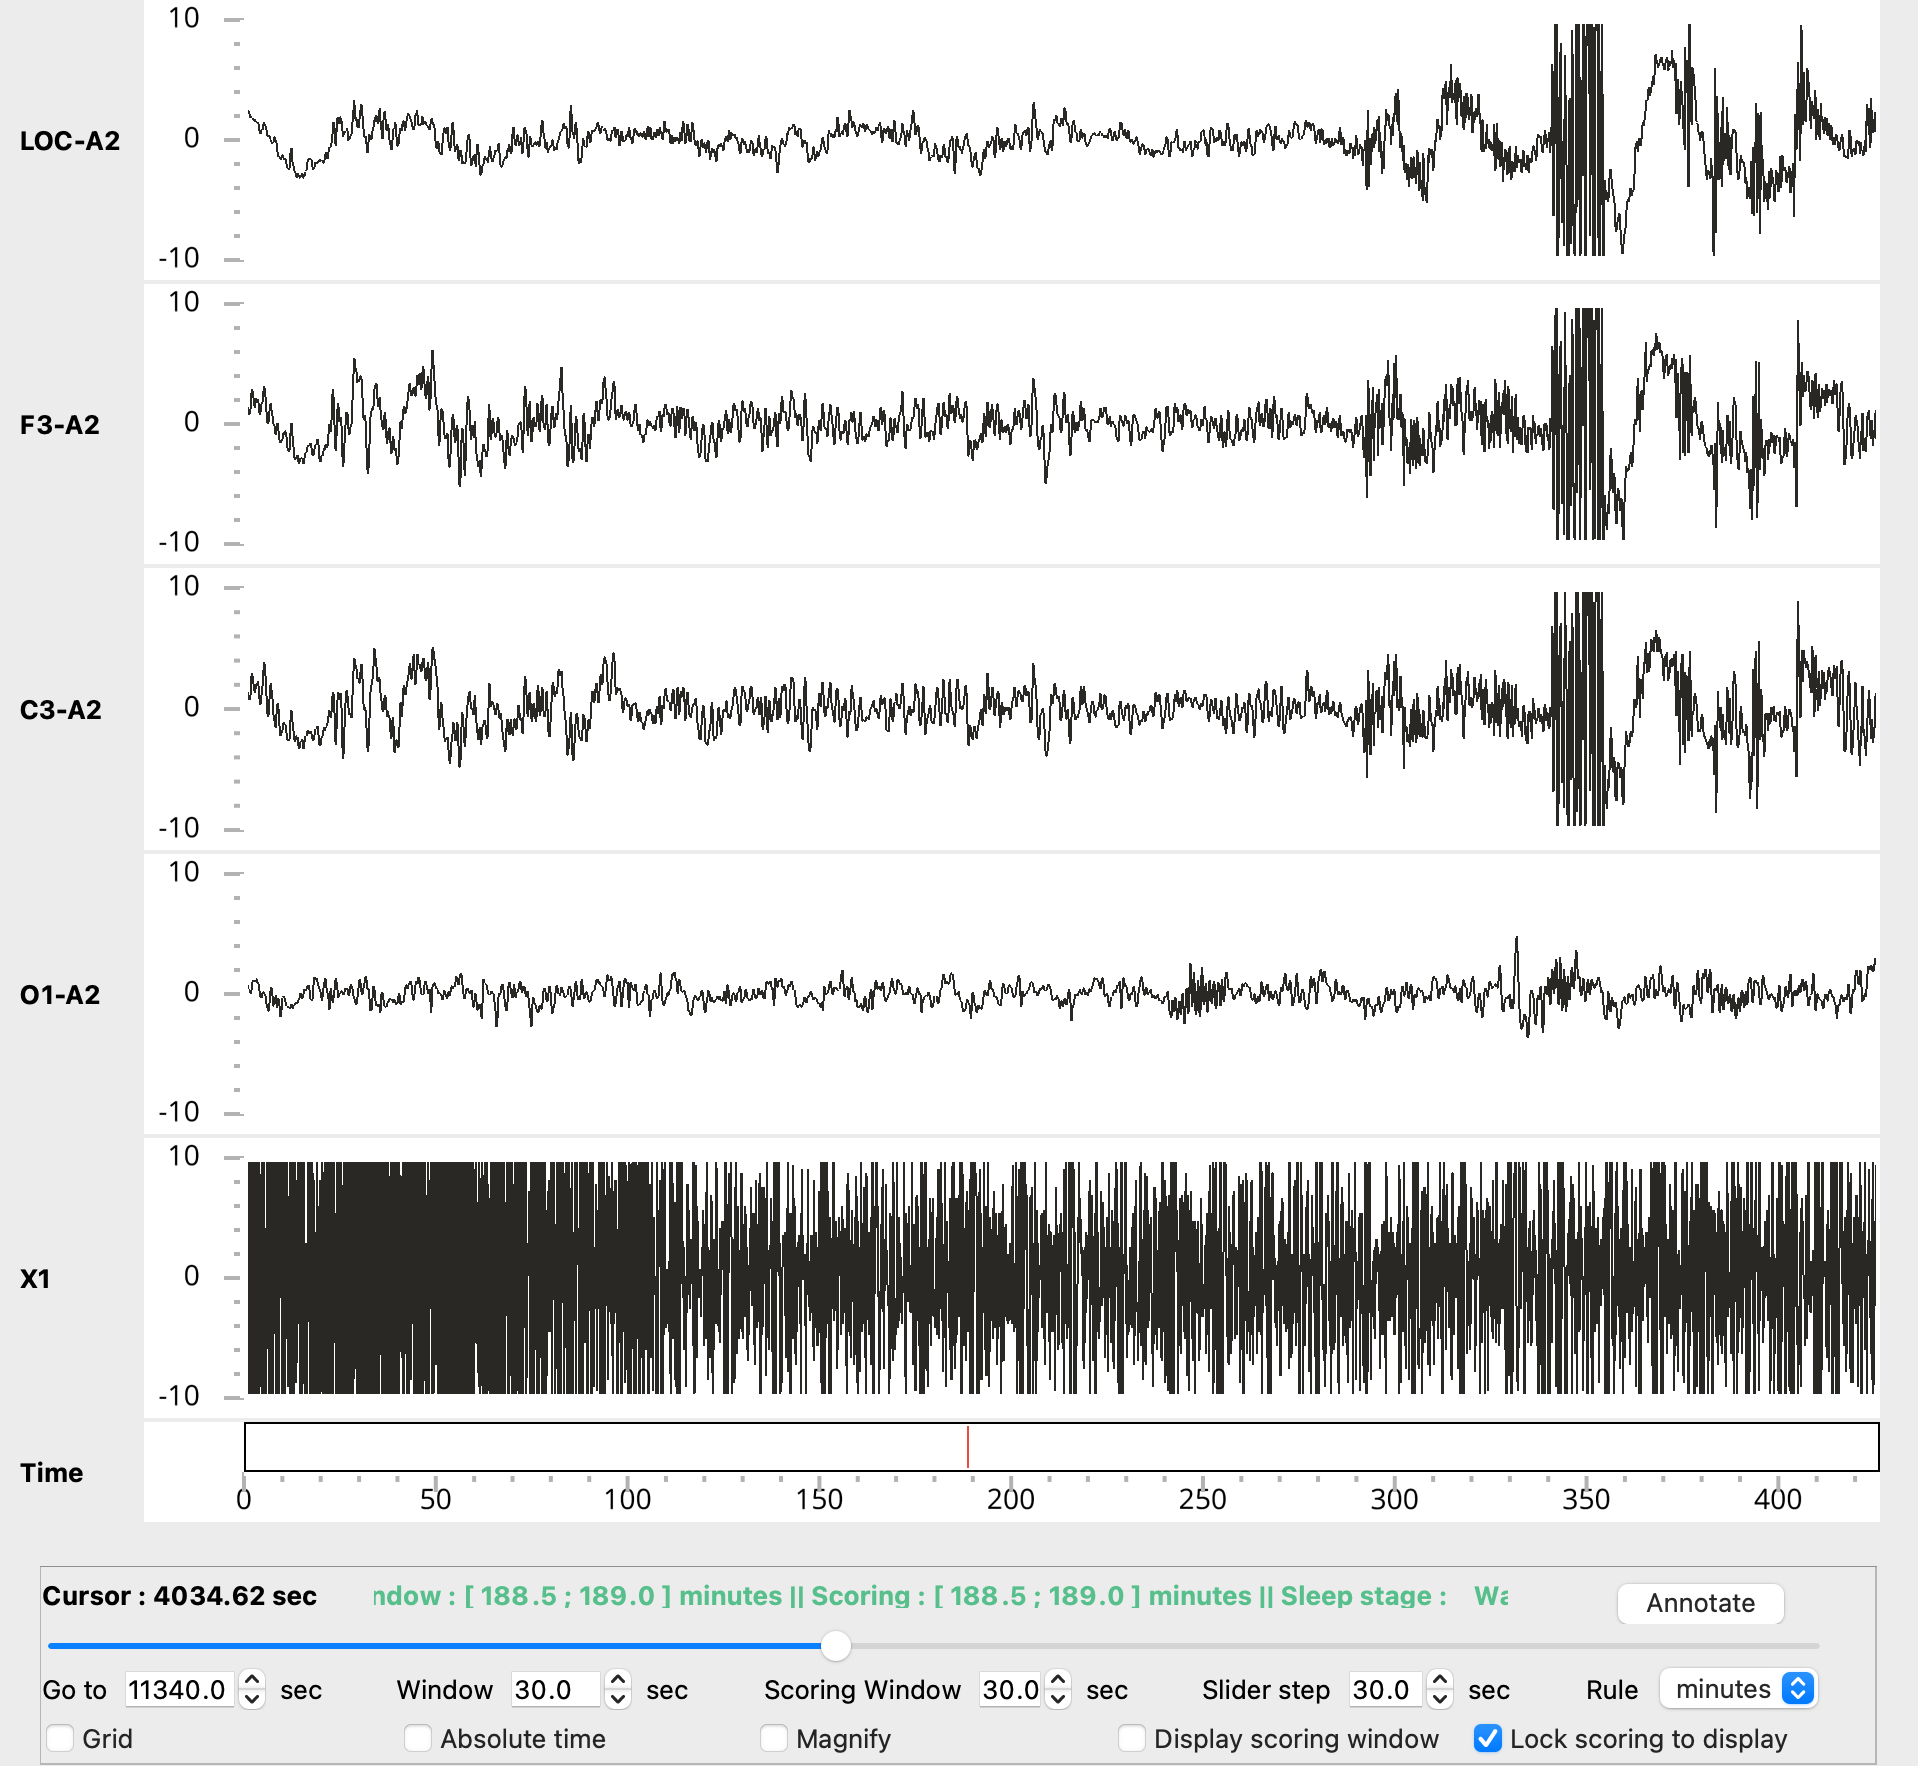 10
LOC-A2 0
-10
10
F3-A2 0
-10
10
C3-A2 0
-10
10
O1-A2 0
-10
10
X1 0
-10
Time
0 50 100 150 200 250 300 350 400
Cursor : 4034.62 sec ndow : [ 188.5 ; 189.0 ] minutes || Scoring : [ 188.5 ; 189.0 ] minutes || Sleep stage : Wa Annotate
Go to 11340.0 sec Window 30.0 sec Scoring Window 30.0 sec Slider step 30.0 sec Rule minutes
Grid Absolute time Magnify Display scoring window Lock scoring to display